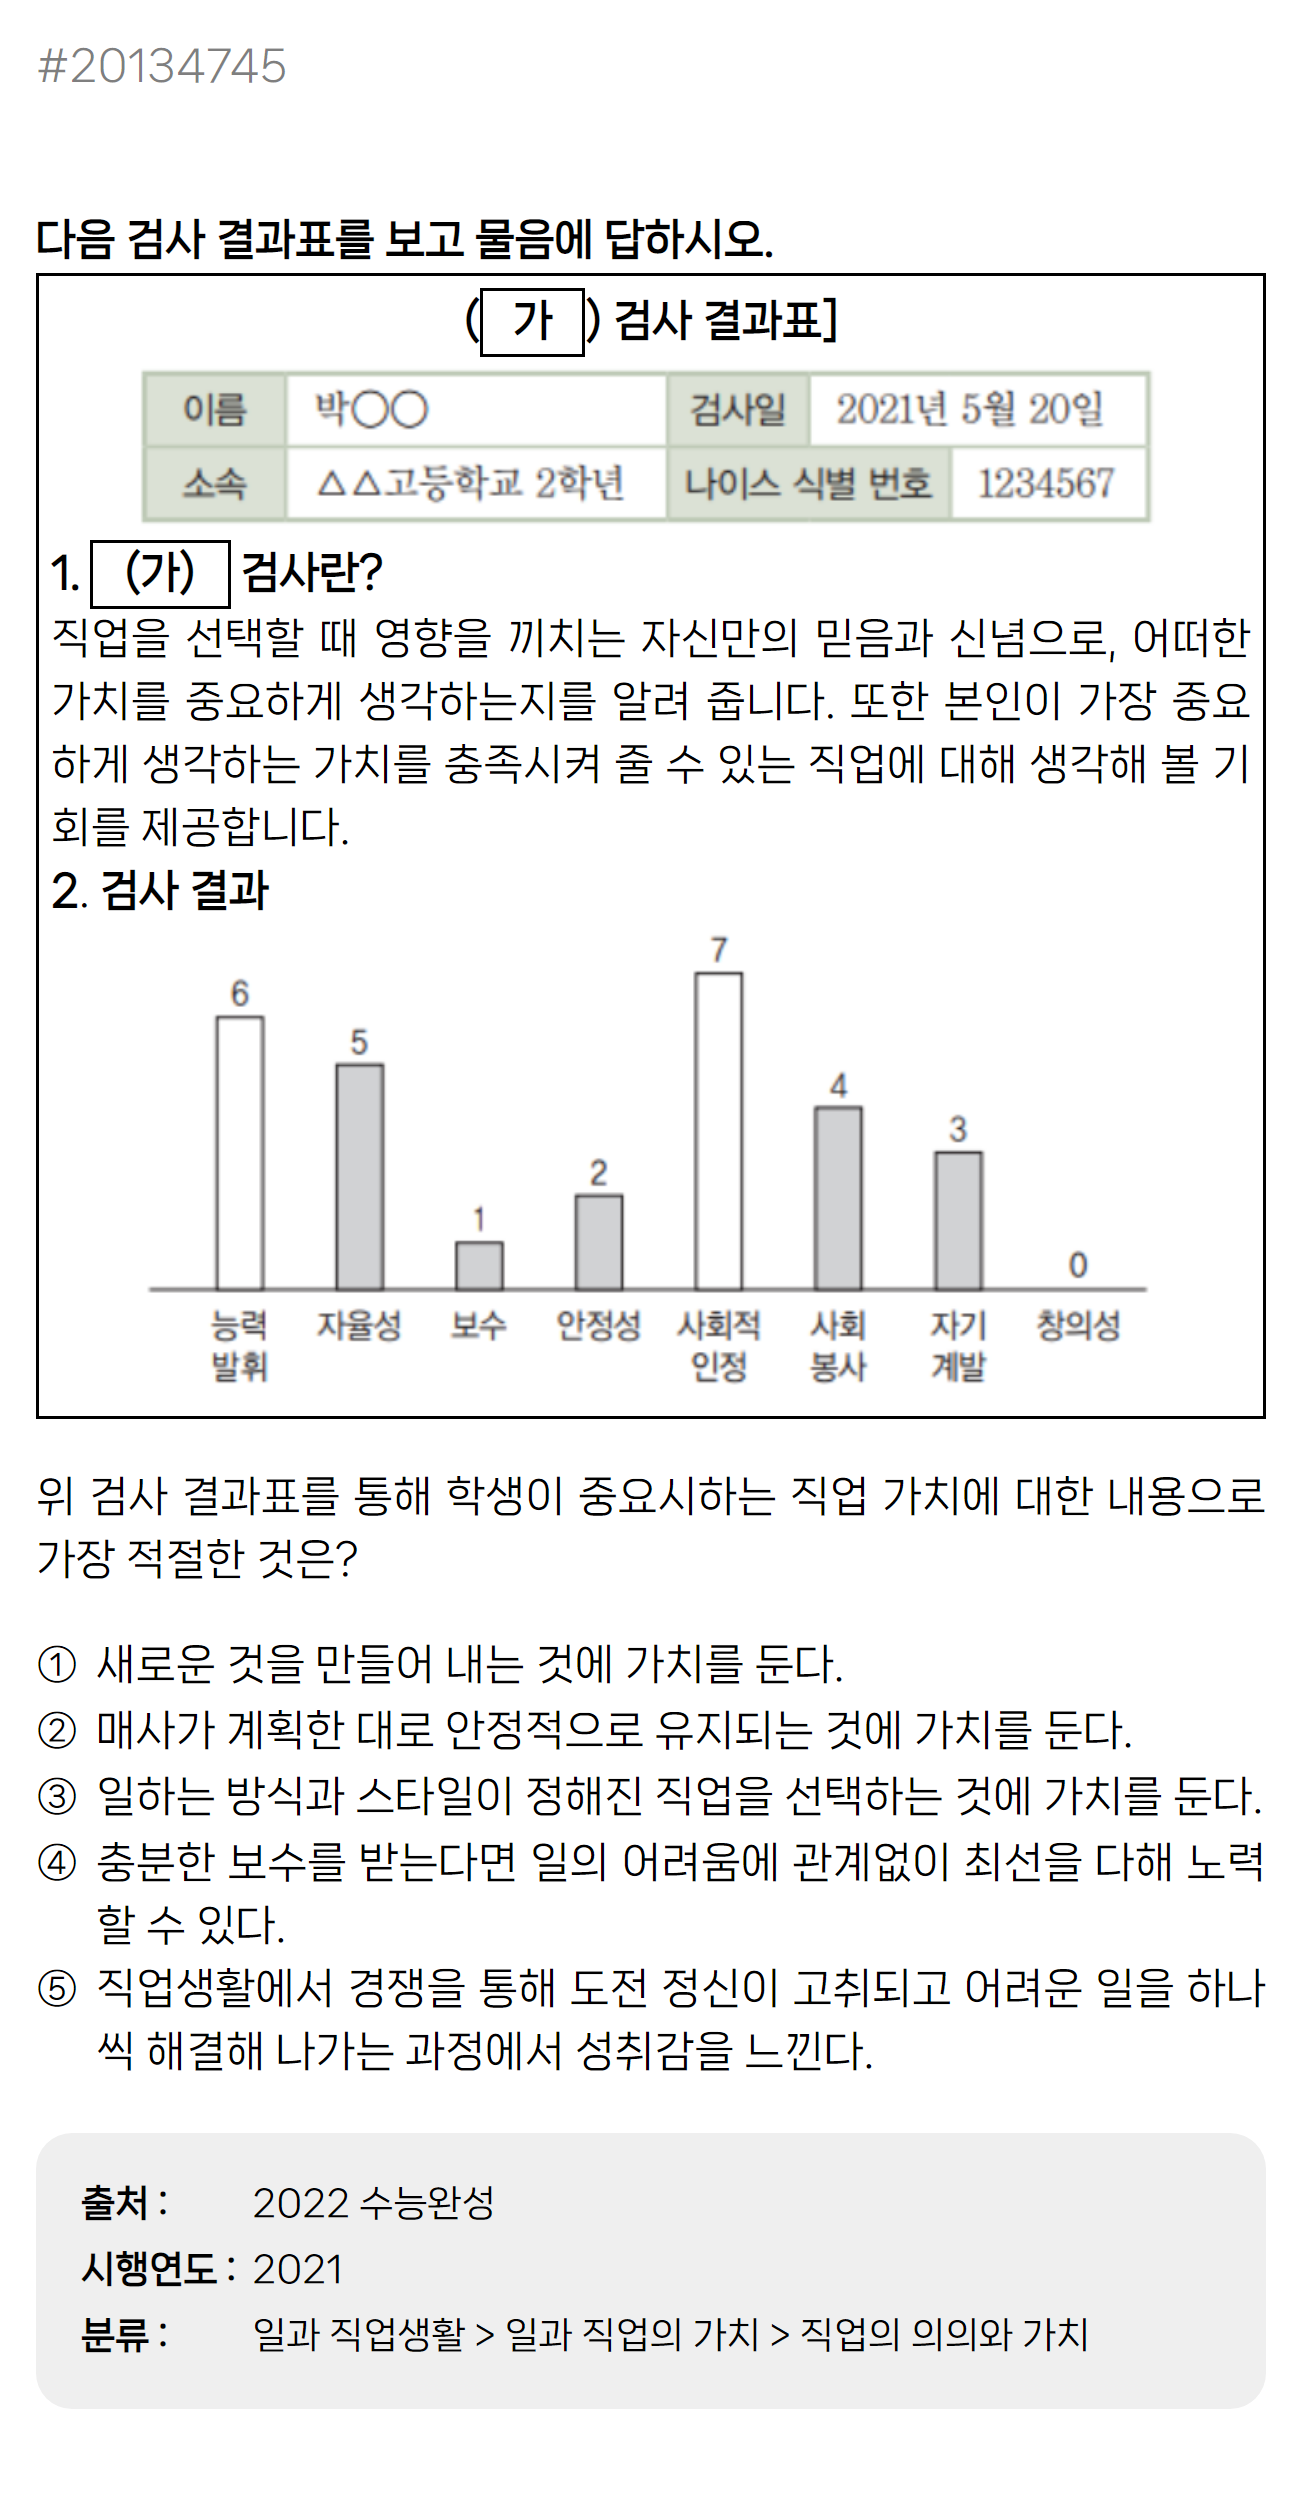 #20134745
다음 검사 결과표를 보고 물음에 답하시오.
( 가 ) 검사 결과표]
이름 박○○ 검사일 2021년 5월 20일
소속 △△고등학교 2학년 나이스 식별 번호 1234567
1. (가) 검사란?
직업을 선택할 때 영향을 끼치는 자신만의 믿음과 신념으로, 어떠한
가치를 중요하게 생각하는지를 알려 줍니다. 또한 본인이 가장 중요
하게 생각하는 가치를 충족시켜 줄 수 있는 직업에 대해 생각해 볼 기
회를 제공합니다.
2. 검사 결과
6 5 1 2 7 4 3 0
능력 자율성 보수 안정성 사회적 사회 자기 창의성
발휘 인정 봉사 계발
위 검사 결과표를 통해 학생이 중요시하는 직업 가치에 대한 내용으로
가장 적절한 것은?
① 새로운 것을 만들어 내는 것에 가치를 둔다.
② 매사가 계획한 대로 안정적으로 유지되는 것에 가치를 둔다.
③ 일하는 방식과 스타일이 정해진 직업을 선택하는 것에 가치를 둔다.
④ 충분한 보수를 받는다면 일의 어려움에 관계없이 최선을 다해 노력
할 수 있다.
⑤ 직업생활에서 경쟁을 통해 도전 정신이 고취되고 어려운 일을 하나
씩 해결해 나가는 과정에서 성취감을 느낀다.
출처 : 2022 수능완성
시행연도 : 2021
분류 : 일과 직업생활 > 일과 직업의 가치 > 직업의 의의와 가치